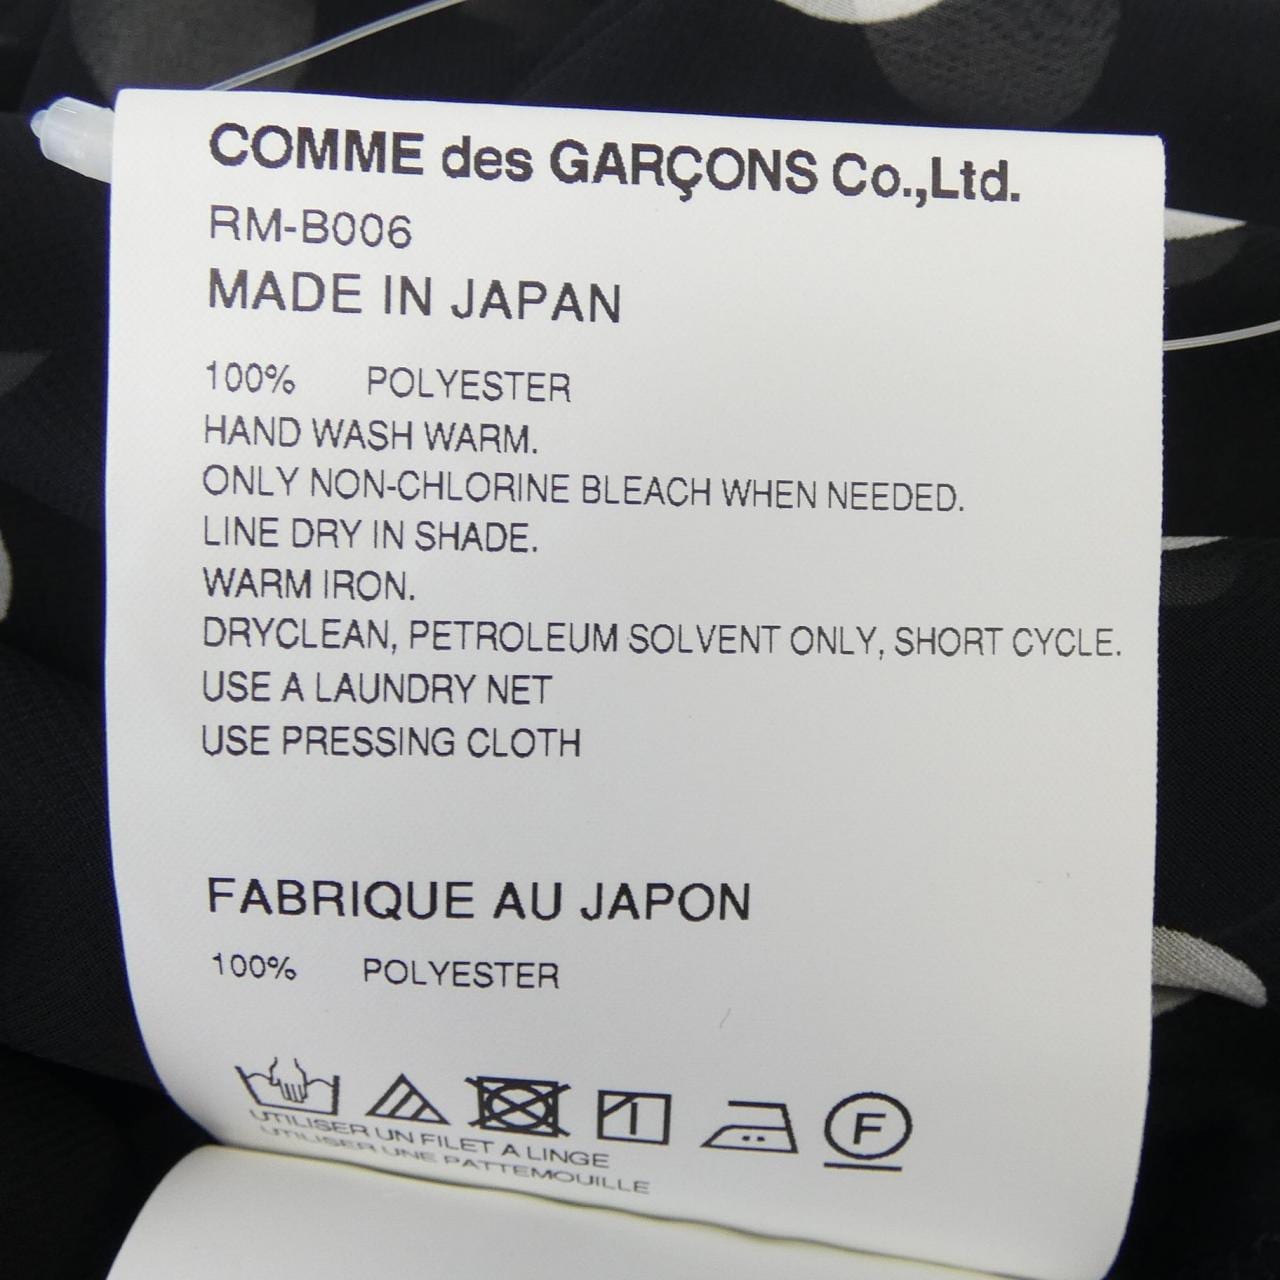 COMME des GARÇONS Co.,Ltd.
RM-B006
MADE IN JAPAN
100% POLYESTER
HAND WASH WARM.
ONLY NON-CHLORINE BLEACH WHEN NEEDED.
LINE DRY IN SHADE.
WARM IRON.
DRYCLEAN, PETROLEUM SOLVENT ONLY, SHORT CYCLE.
USE A LAUNDRY NET
USE PRESSING CLOTH
FABRIQUE AU JAPON
100% POLYESTER
F
UTILISER UN FILET A LINGE
UTILISER UNE PATTEMOUILLE